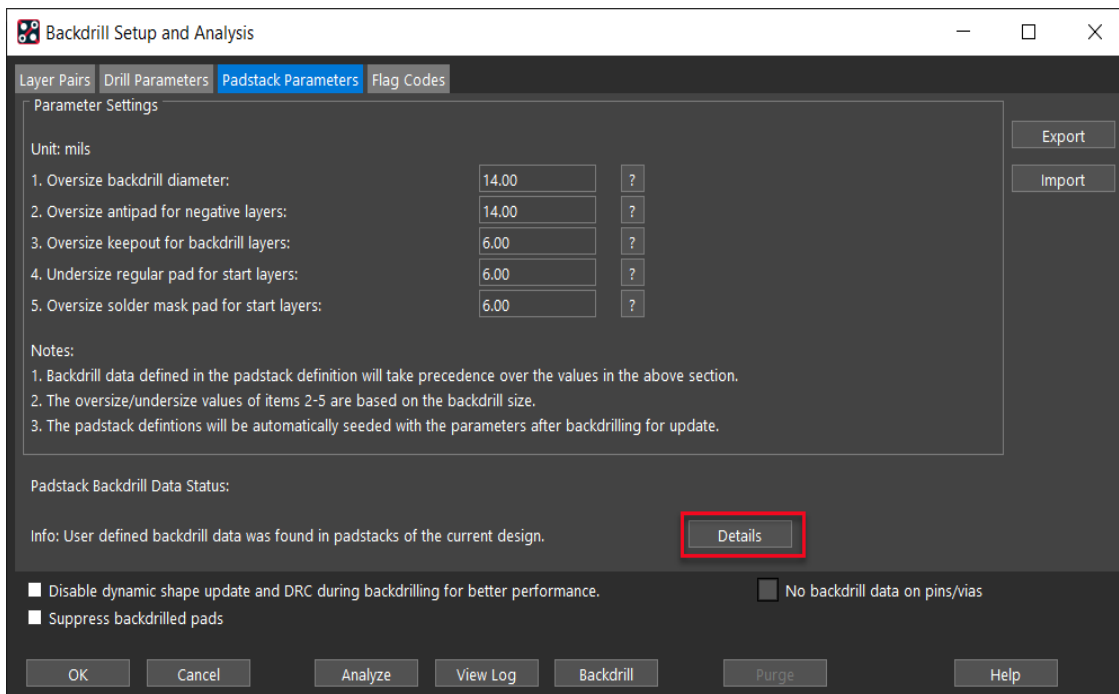 Backdrill Setup and Analysis
Layer Pairs Drill Parameters Padstack Parameters Flag Codes
Parameter Settings
Export
Unit: mils
1. Oversize backdrill diameter: 14.00 ? Import
2. Oversize antipad for negative layers: 14.00 ?
3. Oversize keepout for backdrill layers: 6.00 ?
4. Undersize regular pad for start layers: 6.00 ?
5. Oversize solder mask pad for start layers: 6.00 ?
Notes:
1. Backdrill data defined in the padstack definition will take precedence over the values in the above section.
2. The oversize/undersize values of items 2-5 are based on the backdrill size.
3. The padstack defintions will be automatically seeded with the parameters after backdrilling for update.
Padstack Backdrill Data Status:
Info: User defined backdrill data was found in padstacks of the current design. Details
Disable dynamic shape update and DRC during backdrilling for better performance. No backdrill data on pins/vias
Suppress backdrilled pads
OK Cancel Analyze View Log Backdrill Purge Help